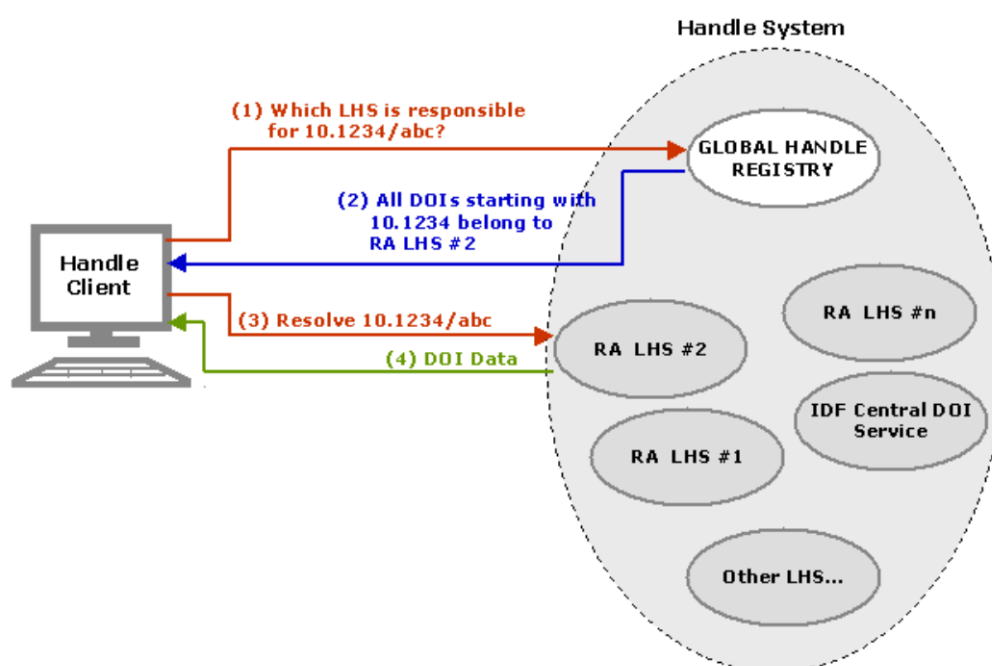 Handle System
(1) Which LHS is responsible
for 10.1234/abc?
GLOBAL HANDLE
REGISTRY
(2) All DOIs starting with
10.1234 belong to
RA LHS #2
Handle
Client
(3) Resolve 10.1234/abc
(4) DOI Data
RA LHS #n
RA LHS #2
IDF Central DOI
Service
RA LHS #1
Other LHS...